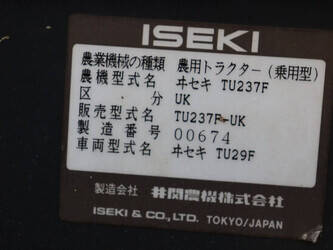 ISEKI
農業機械の種類 農用トラクター(乗用型)
農機型式名 ヰセキ TU237F
区分 UK
販売型式名 TU237F-UK
製造番号 00674
車両型式名 ヰセキ TU29F
製造会社 井関農機株式会社
ISEKI & CO.,LTD. TOKYO/JAPAN